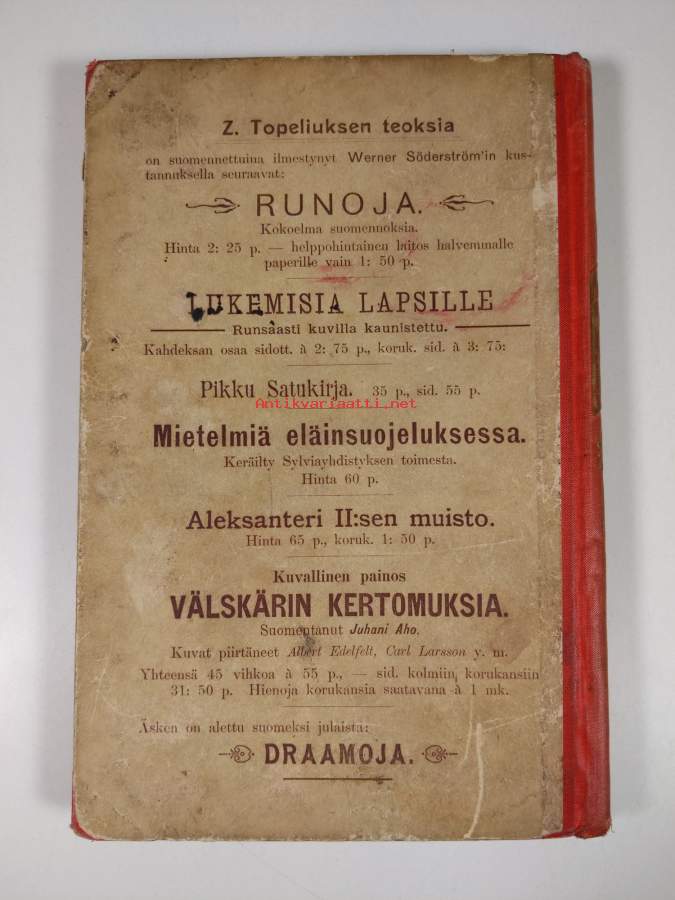 Z. Topeliuksen teoksia
on suomennettuina ilmestynyt Werner Söderström'in kus-
tannuksella seuraavat:
RUNOJA.
Kokoelma suomennoksia.
Hinta 2: 25 p. — helppohintainen laitos halvemmalle
paperille vain 1: 50 p.
LUKEMISIA LAPSILLE
Runsaasti kuvilla kaunistettu.
Kahdeksan osaa sidott. à 2: 75 p., koruk. sid. à 3: 75:
Pikku Satukirja. 35 p., sid. 55 p.
Antikvariaatti.net
Mietelmiä eläinsuojeluksessa.
Keräilty Sylviayhdistyksen toimesta.
Hinta 60 p.
Aleksanteri II:sen muisto.
Hinta 65 p., koruk. 1: 50 p.
Kuvallinen painos
VÄLSKÄRIN KERTOMUKSIA.
Suomentanut Juhani Aho.
Kuvat piirtäneet Albert Edelfelt, Carl Larsson y. m.
Yhteensä 45 vihkoa à 55 p., — sid. kolmiin korukansiin
31: 50 p. Hienoja korukansia saatavana à 1 mk.
Äsken on alettu suomeksi julaista:
DRAAMOJA.